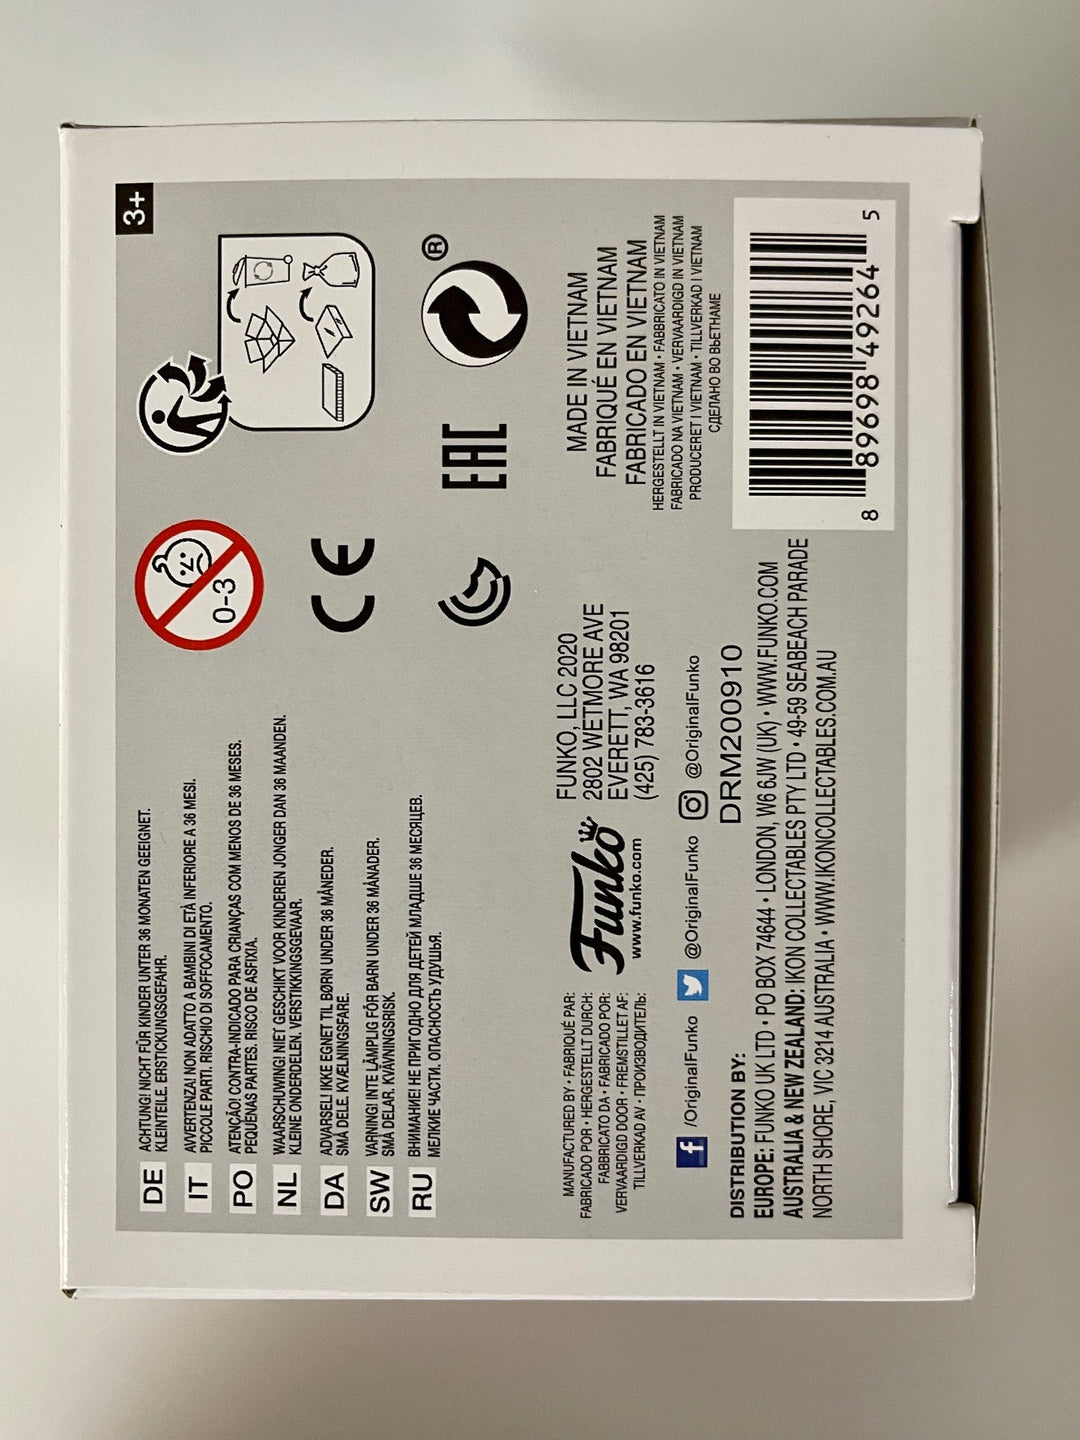 3+
DE ACHTUNG! NICHT FÜR KINDER UNTER 36 MONATEN GEEIGNET.
KLEINTEILE. ERSTICKUNGSGEFAHR.
IT AVVERTENZA! NON ADATTO A BAMBINI DI ETÀ INFERIORE A 36 MESI.
PICCOLE PARTI. RISCHIO DI SOFFOCAMENTO.
PO ATENÇÃO! CONTRA-INDICADO PARA CRIANÇAS COM MENOS DE 36 MESES.
PEQUENAS PARTES. RISCO DE ASFIXIA.
NL WAARSCHUWING! NIET GESCHIKT VOOR KINDEREN JONGER DAN 36 MAANDEN.
KLEINE ONDERDELEN. VERSTIKKINGSGEVAAR.
DA ADVARSEL! IKKE EGNET TIL BØRN UNDER 36 MÅNEDER.
SMÅ DELE. KVÆLNINGSFARE.
SW VARNING! INTE LÄMPLIG FÖR BARN UNDER 36 MÅNADER.
SMÅ DELAR. KVÄVNINGSRISK.
RU ВНИМАНИЕ! НЕ ПРИГОДНО ДЛЯ ДЕТЕЙ МЛАДШЕ 36 МЕСЯЦЕВ.
МЕЛКИЕ ЧАСТИ. ОПАСНОСТЬ УДУШЬЯ.
0-3
CE
EAC
®
MANUFACTURED BY • FABRIQUÉ PAR:
FABRICADO POR • HERGESTELLT DURCH:
FABBRICATO DA • FABRICADO POR:
VERVAARDIGD DOOR • FREMSTILLET AF:
TILLVERKAD AV • ПРОИЗВОДИТЕЛЬ:
Funko
www.funko.com
FUNKO, LLC 2020
2802 WETMORE AVE
EVERETT, WA 98201
(425) 783-3616
/OriginalFunko @OriginalFunko @OriginalFunko
MADE IN VIETNAM
FABRIQUÉ EN VIETNAM
FABRICADO EN VIETNAM
HERGESTELLT IN VIETNAM • FABBRICATO IN VIETNAM
FABRICADO NA VIETNAM • VERVAARDIGD IN VIETNAM
PRODUCERET I VIETNAM • TILLVERKAD I VIETNAM
СДЕЛАНО ВО ВЬЕТНАМЕ
DRM200910
DISTRIBUTION BY:
EUROPE: FUNKO UK LTD • PO BOX 74644 • LONDON, W6 6JW (UK) • WWW.FUNKO.COM
AUSTRALIA & NEW ZEALAND: IKON COLLECTABLES PTY LTD • 49-59 SEABEACH PARADE
NORTH SHORE, VIC 3214 AUSTRALIA • WWW.IKONCOLLECTABLES.COM.AU
8 89698 49264 5